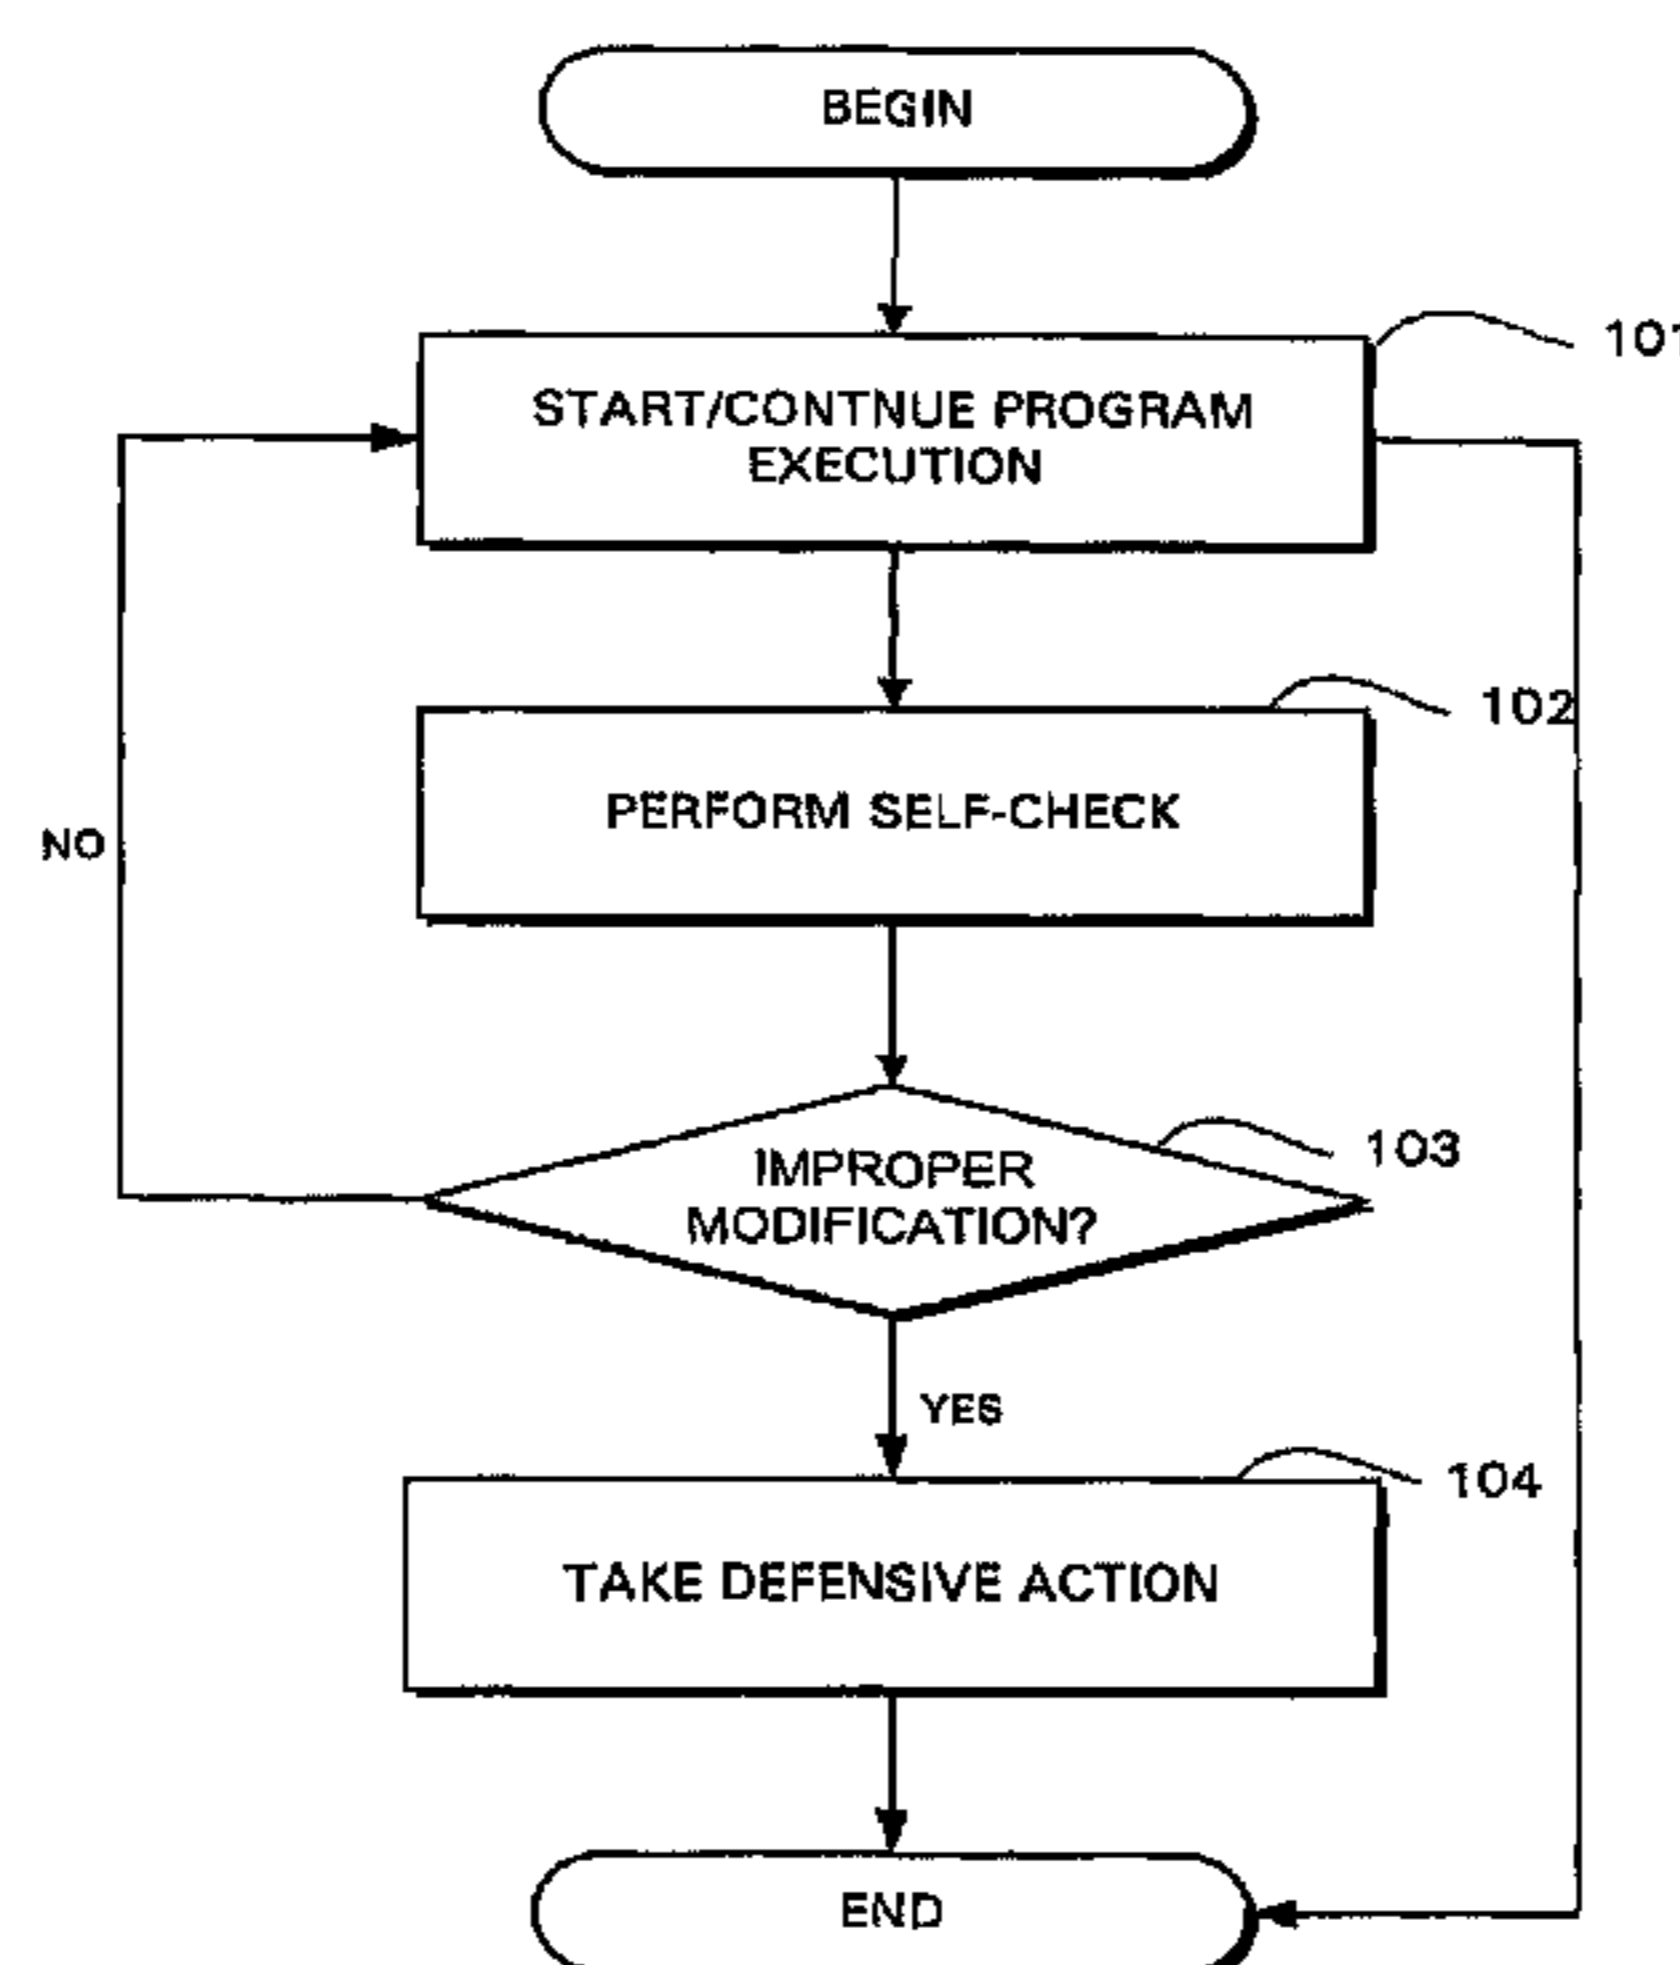 BEGIN
101
START/CONTNUE PROGRAM
EXECUTION
102
PERFORM SELF-CHECK
NO
103
IMPROPER
MODIFICATION?
YES
104
TAKE DEFENSIVE ACTION
END